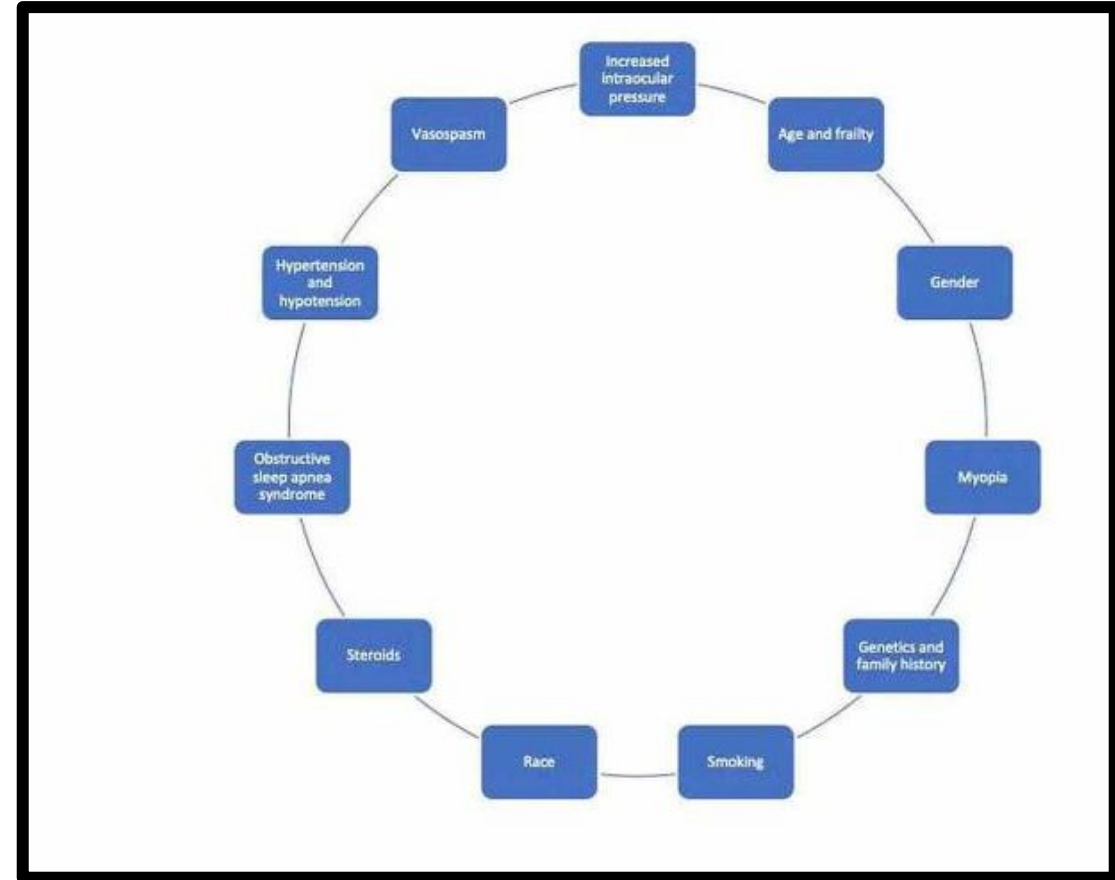 Increased
intraocular
pressure
Age and frailty
Gender
Myopia
Genetics and
family history
Smoking
Race
Steroids
Obstructive
sleep apnea
syndrome
Hypertension
and
hypotension
Vasospasm